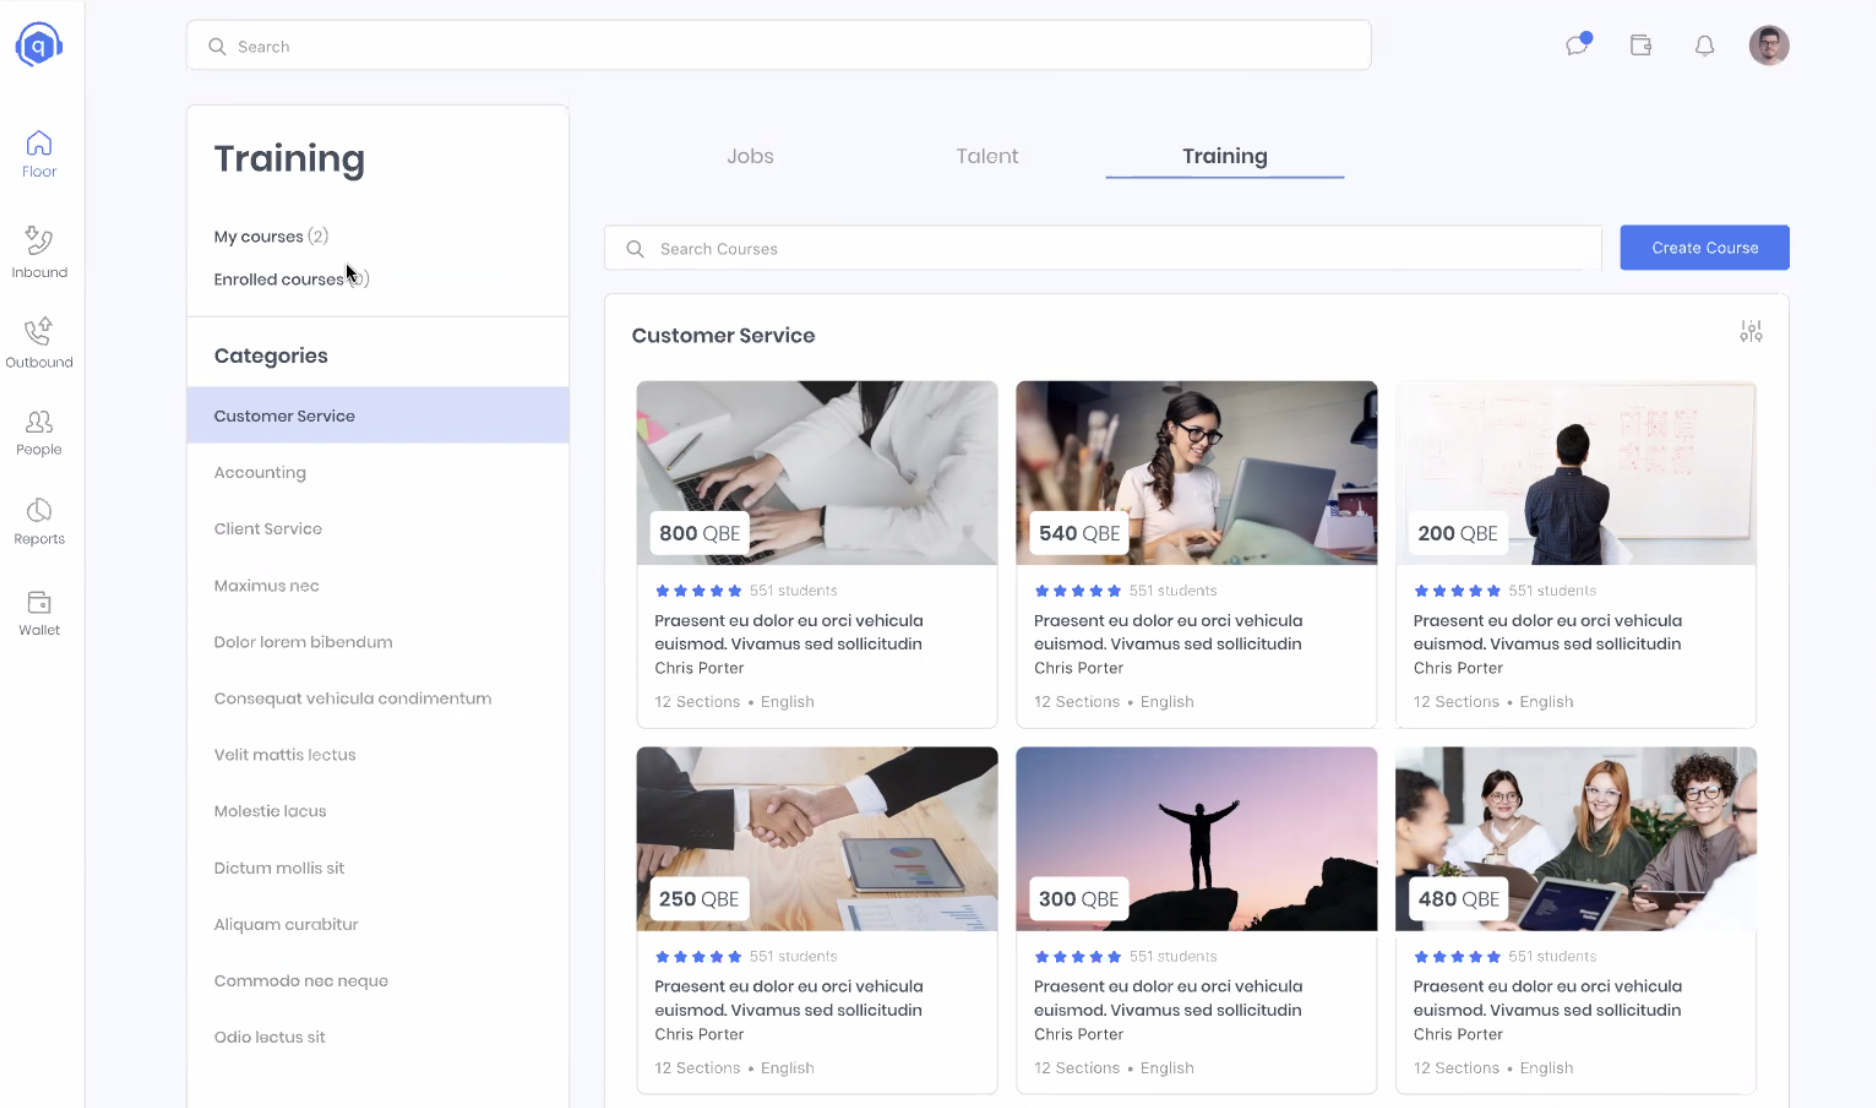 q
Search
Floor
Inbound
Outbound
People
Reports
Wallet
Training
My courses (2)
Enrolled courses
Categories
Customer Service
Accounting
Client Service
Maximus nec
Dolor lorem bibendum
Consequat vehicula condimentum
Velit mattis lectus
Molestie lacus
Dictum mollis sit
Aliquam curabitur
Commodo nec neque
Odio lectus sit
Jobs
Talent
Training
Search Courses
Create Course
Customer Service
800 QBE
551 students
Praesent eu dolor eu orci vehicula
euismod. Vivamus sed sollicitudin
Chris Porter
12 Sections • English
540 QBE
551 students
Praesent eu dolor eu orci vehicula
euismod. Vivamus sed sollicitudin
Chris Porter
12 Sections • English
200 QBE
551 students
Praesent eu dolor eu orci vehicula
euismod. Vivamus sed sollicitudin
Chris Porter
12 Sections • English
250 QBE
551 students
Praesent eu dolor eu orci vehicula
euismod. Vivamus sed sollicitudin
Chris Porter
12 Sections • English
300 QBE
551 students
Praesent eu dolor eu orci vehicula
euismod. Vivamus sed sollicitudin
Chris Porter
12 Sections • English
480 QBE
551 students
Praesent eu dolor eu orci vehicula
euismod. Vivamus sed sollicitudin
Chris Porter
12 Sections • English